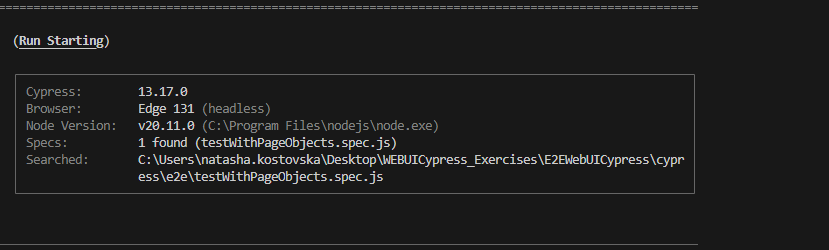 (Run Starting)
Cypress: 13.17.0
Browser: Edge 131 (headless)
Node Version: v20.11.0 (C:\Program Files\nodejs\node.exe)
Specs: 1 found (testWithPageObjects.spec.js)
Searched: C:\Users\natasha.kostovska\Desktop\WEBUICypress_Exercises\E2EWebUICypress\cypr
ess\e2e\testWithPageObjects.spec.js